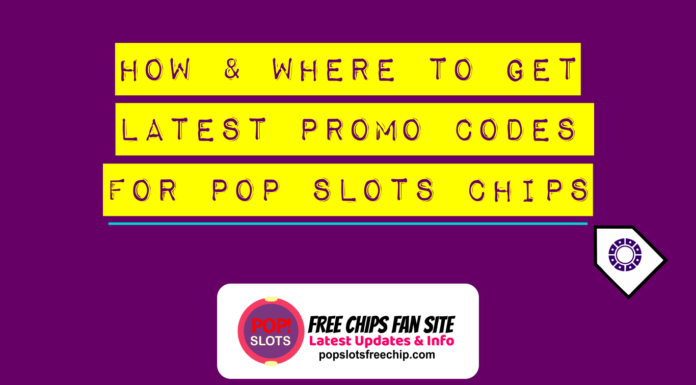 HOW & WHERE TO GET
LATEST PROMO CODES
FOR POP SLOTS CHIPS
POP!
SLOTS
FREE CHIPS FAN SITE
Latest Updates & Info
popslotsfreechip.com